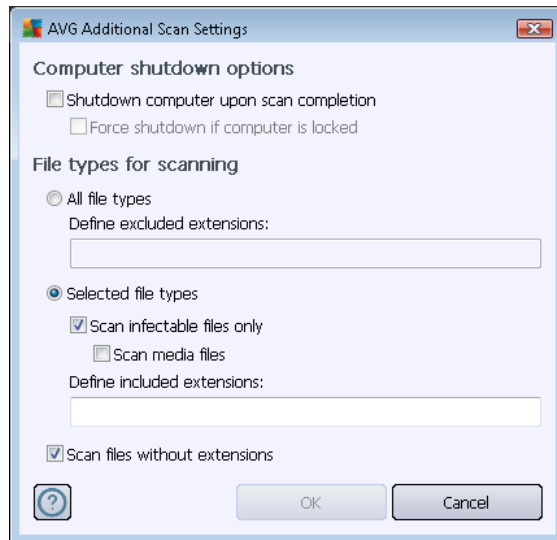 AVG Additional Scan Settings
Computer shutdown options
Shutdown computer upon scan completion
Force shutdown if computer is locked
File types for scanning
All file types
Define excluded extensions:
Selected file types
Scan infectable files only
Scan media files
Define included extensions:
Scan files without extensions
? OK Cancel